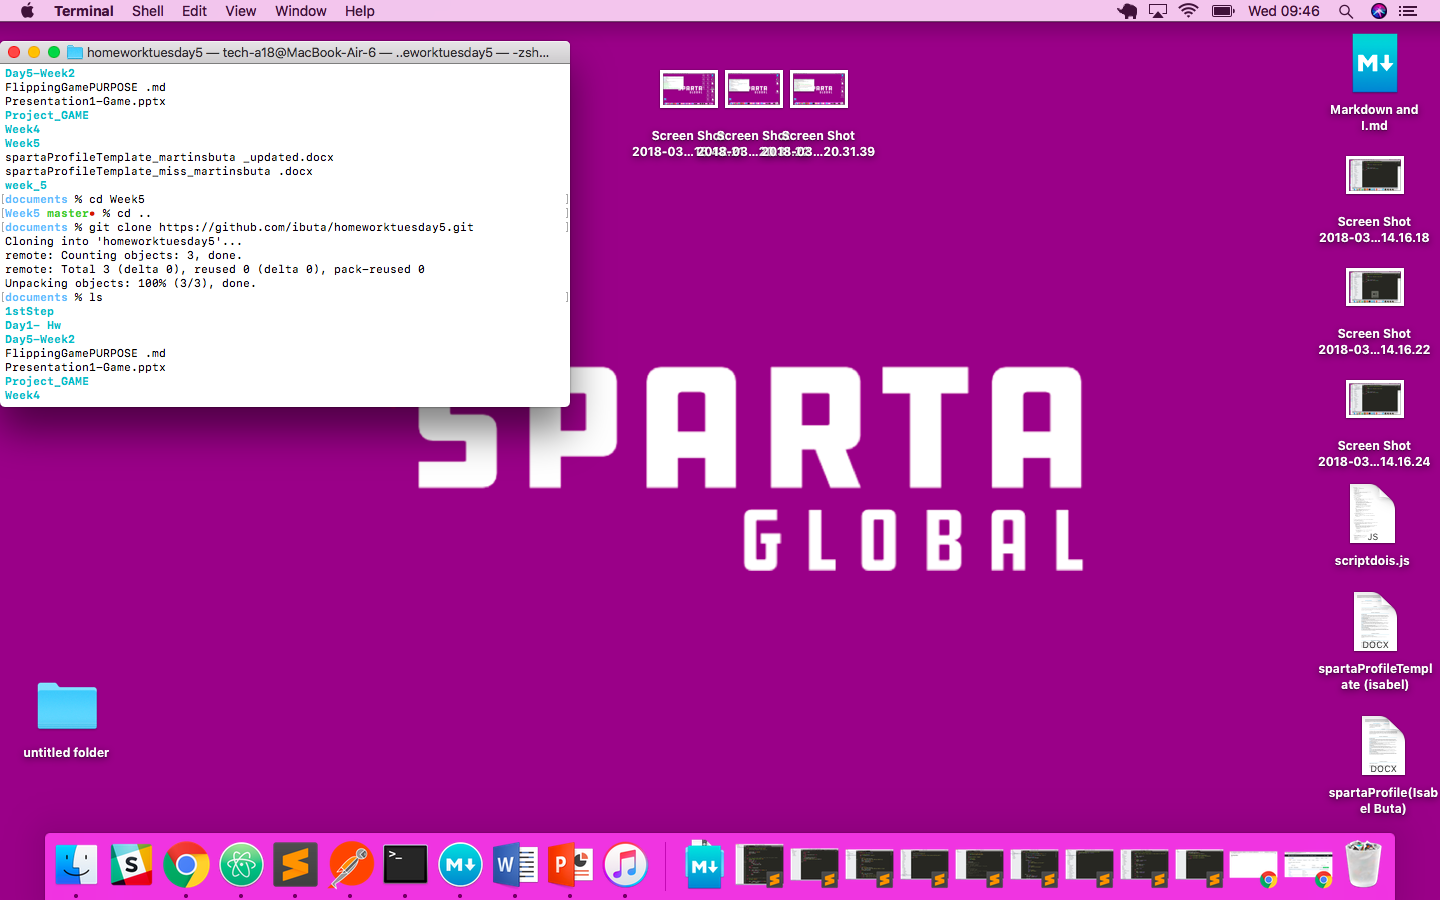 Terminal Shell Edit View Window Help Wed 09:46
homeworktuesday5 — tech-a18@MacBook-Air-6 — ..eworktuesday5 — -zsh...
Day5-Week2
FlippingGamePURPOSE .md
Presentation1-Game.pptx
Project_GAME
Week4
Week5
spartaProfileTemplate_martinsbuta _updated.docx
spartaProfileTemplate_miss_martinsbuta .docx
week_5
[documents % cd Week5 ]
[Week5 master• % cd .. ]
[documents % git clone https://github.com/ibuta/homeworktuesday5.git ]
Cloning into 'homeworktuesday5'...
remote: Counting objects: 3, done.
remote: Total 3 (delta 0), reused 0 (delta 0), pack-reused 0
Unpacking objects: 100% (3/3), done.
[documents % ls ]
1stStep
Day1- Hw
Day5-Week2
FlippingGamePURPOSE .md
Presentation1-Game.pptx
Project_GAME
Week4
SPARTA
GLOBAL
Screen Shot
2018-03...
Screen Shot
2018-03...20.31.39
Markdown and
I.md
Screen Shot
2018-03...14.16.18
Screen Shot
2018-03...14.16.22
Screen Shot
2018-03...14.16.24
JS
scriptdois.js
DOCX
spartaProfileTempl
ate (isabel)
DOCX
spartaProfile(Isab
el Buta)
untitled folder